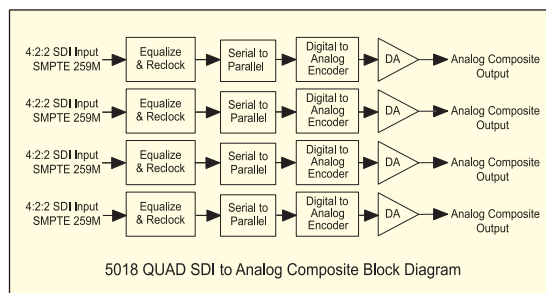 4:2:2 SDI Input
SMPTE 259M
Equalize
& Reclock
Serial to
Parallel
Digital to
Analog
Encoder
DA
Analog Composite
Output
4:2:2 SDI Input
SMPTE 259M
Equalize
& Reclock
Serial to
Parallel
Digital to
Analog
Encoder
DA
Analog Composite
Output
4:2:2 SDI Input
SMPTE 259M
Equalize
& Reclock
Serial to
Parallel
Digital to
Analog
Encoder
DA
Analog Composite
Output
4:2:2 SDI Input
SMPTE 259M
Equalize
& Reclock
Serial to
Parallel
Digital to
Analog
Encoder
DA
Analog Composite
Output
5018 QUAD SDI to Analog Composite Block Diagram